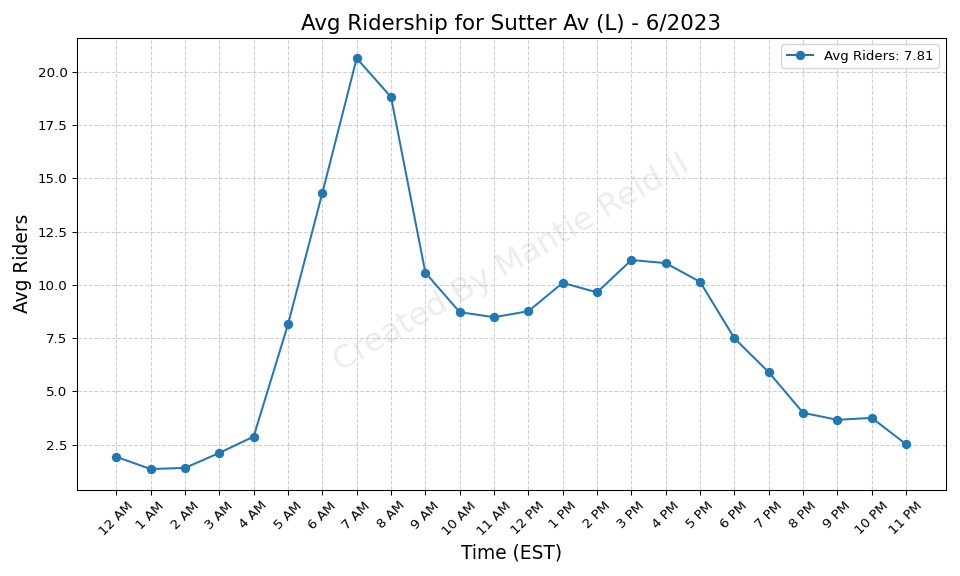 Avg Ridership for Sutter Av (L) - 6/2023
Avg Riders: 7.81
Avg Riders
20.0
17.5
15.0
12.5
10.0
7.5
5.0
2.5
Created By Mantie Reid II
12 AM
1 AM
2 AM
3 AM
4 AM
5 AM
6 AM
7 AM
8 AM
9 AM
10 AM
11 AM
12 PM
1 PM
2 PM
3 PM
4 PM
5 PM
6 PM
7 PM
8 PM
9 PM
10 PM
11 PM
Time (EST)